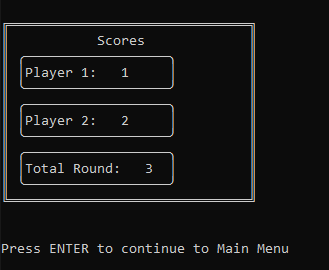 Scores
Player 1: 1
Player 2: 2
Total Round: 3
Press ENTER to continue to Main Menu